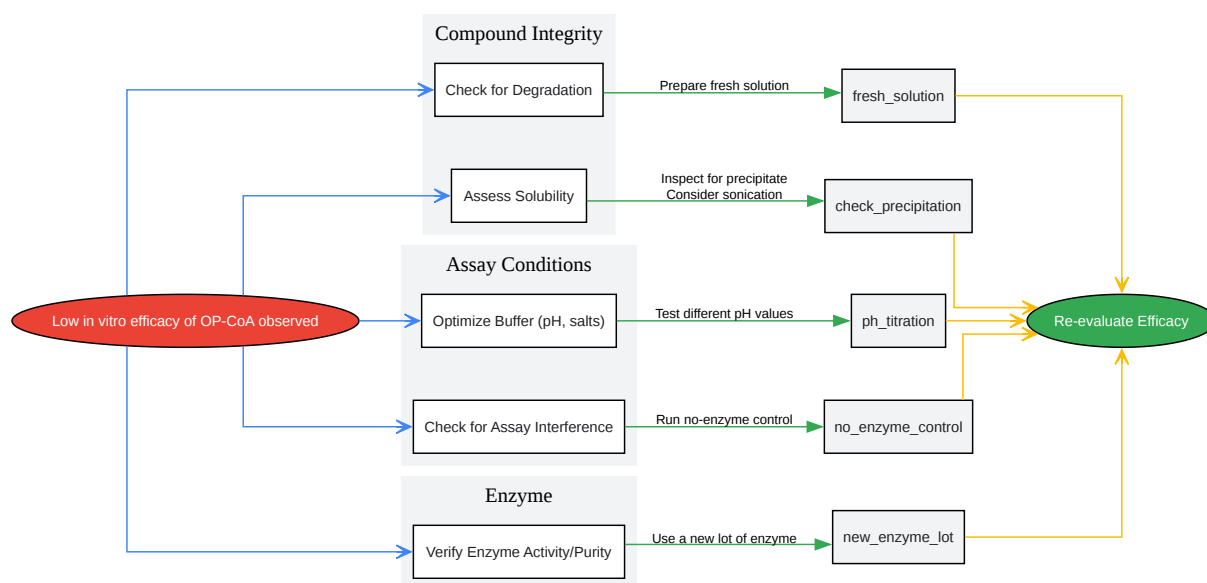 Compound Integrity
Check for Degradation
Prepare fresh solution
fresh_solution
Assess Solubility
Inspect for precipitate
Consider sonication
check_precipitation
Assay Conditions
Low in vitro efficacy of OP-CoA observed
Optimize Buffer (pH, salts)
Test different pH values
ph_titration
Re-evaluate Efficacy
Check for Assay Interference
Run no-enzyme control
no_enzyme_control
Enzyme
Verify Enzyme Activity/Purity
Use a new lot of enzyme
new_enzyme_lot